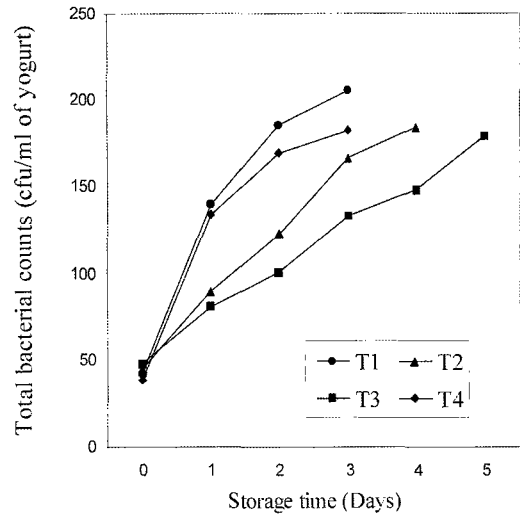 Total bacterial counts (cfu/ml of yogurt)
250
200
150
100
50
0
0 1 2 3 4 5
Storage time (Days)
T1 T2
T3 T4